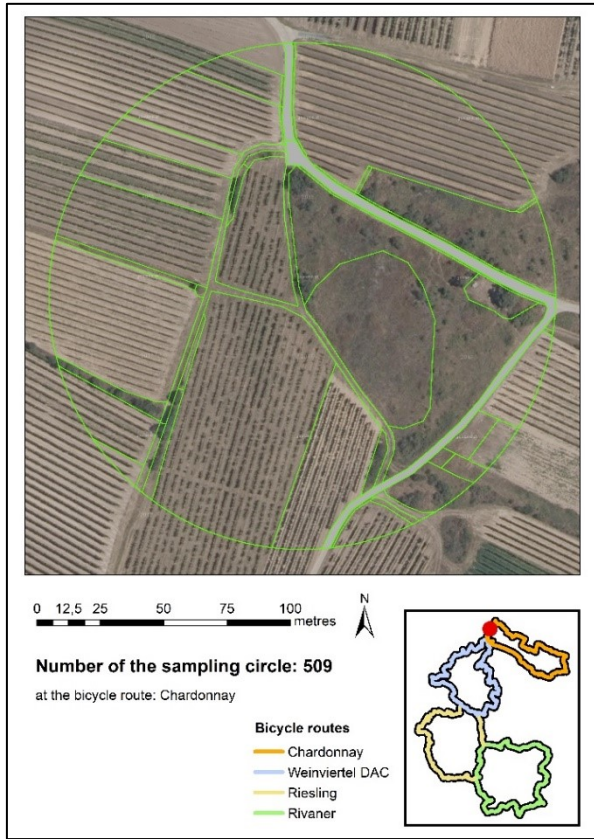 0 12,5 25 50 75 100
metres
N
Number of the sampling circle: 509
at the bicycle route: Chardonnay
Bicycle routes
Chardonnay
Weinviertel DAC
Riesling
Rivaner